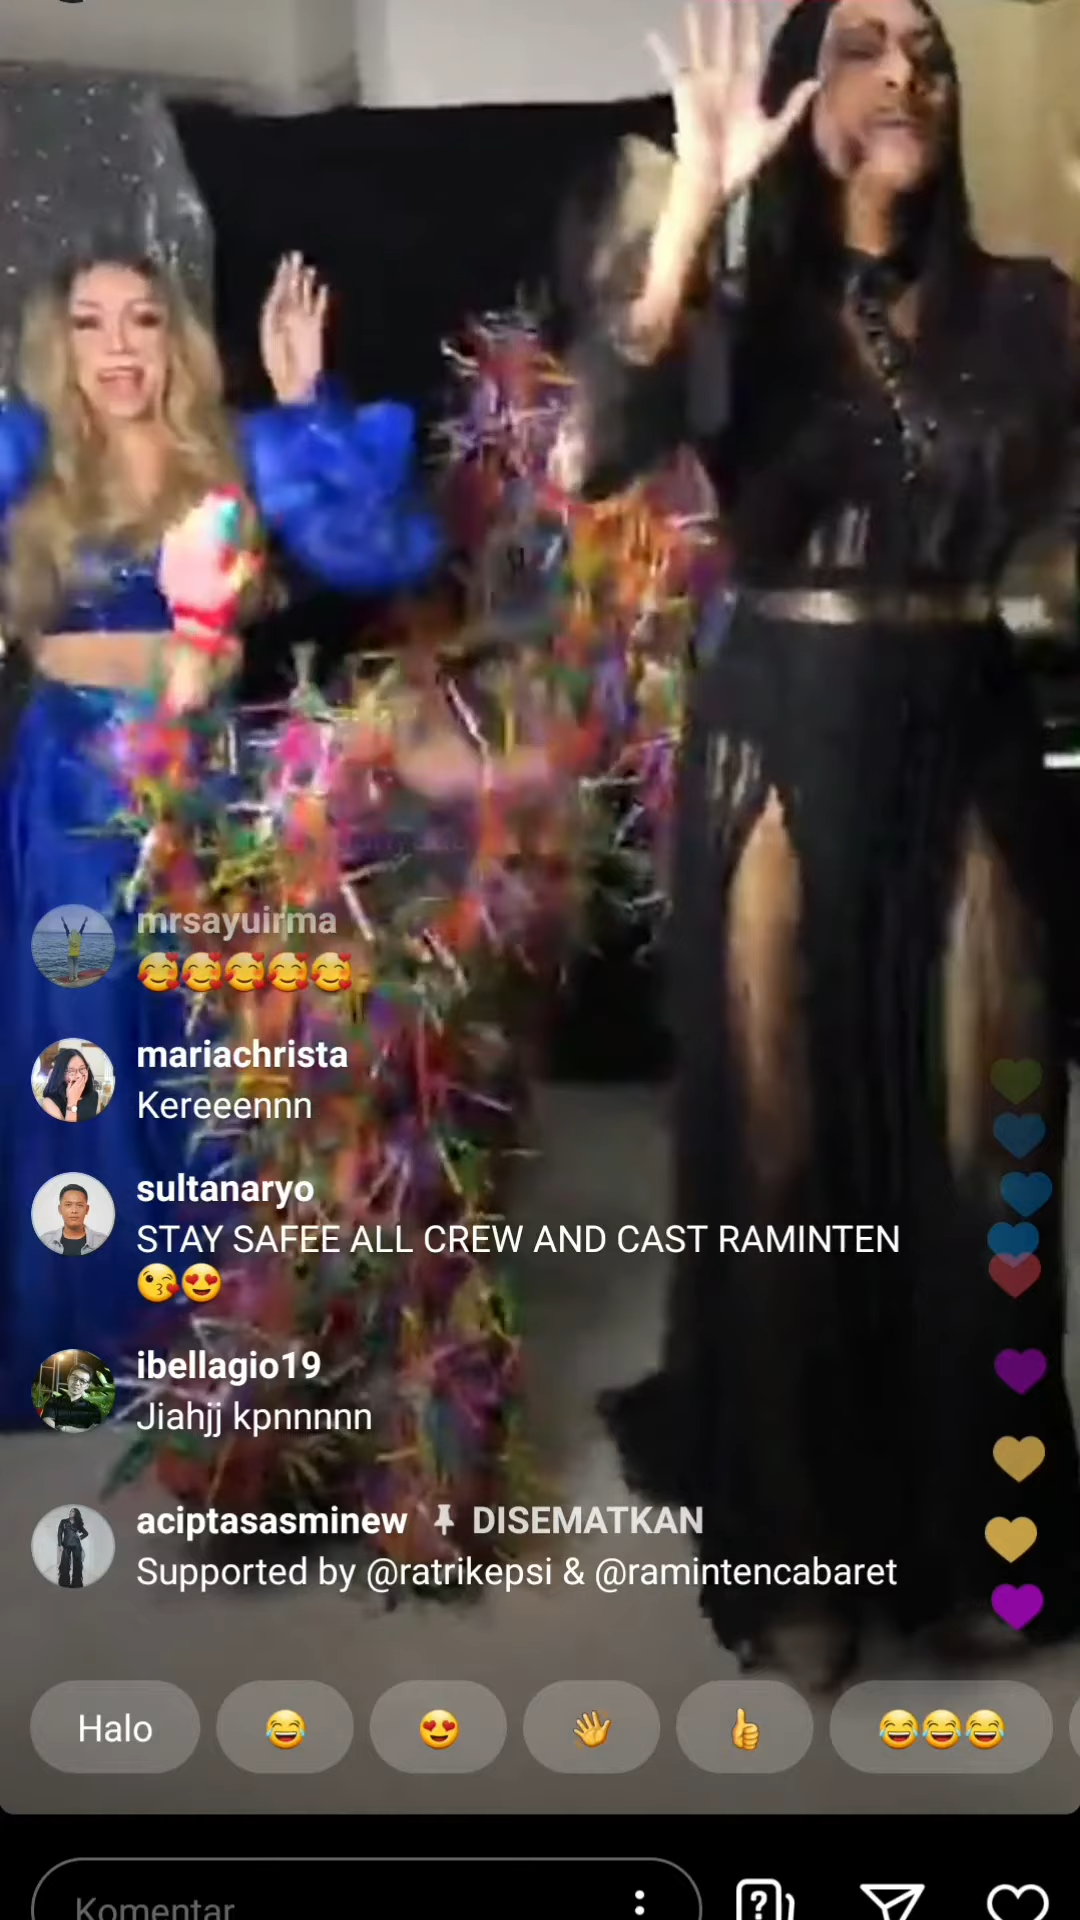 mrsayuirma
🥰🥰🥰🥰🥰
mariachrista
Kereeennn
sultanaryo
STAY SAFEE ALL CREW AND CAST RAMINTEN
😘😍
ibellagio19
Jiahjj kpnnnnn
aciptasasminew DISEMATKAN
Supported by @ratrikepsi & @ramintencabaret
Halo 😂 😍 👋 👍 😂😂😂
Komentar